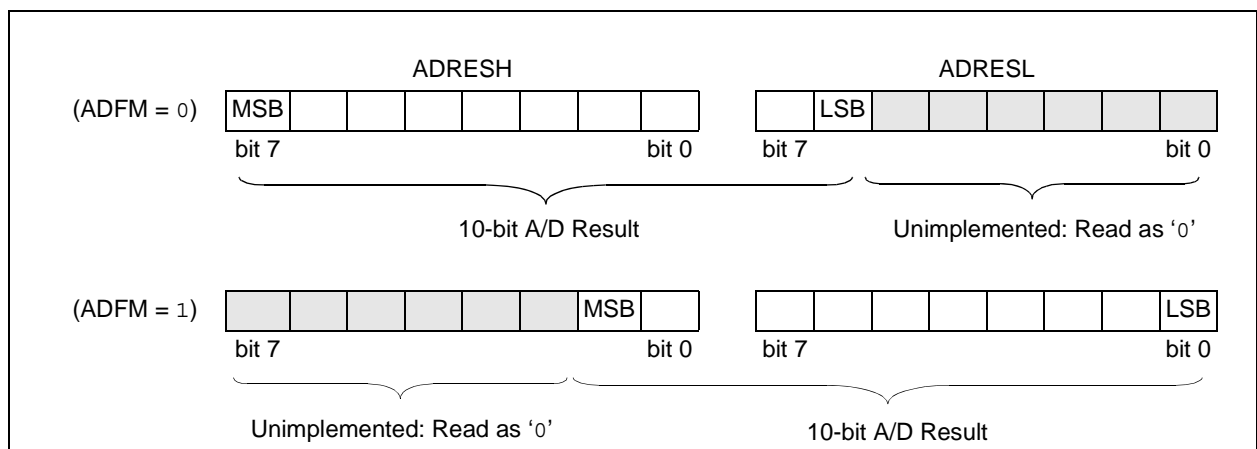 ADRESH ADRESL
(ADFM = 0) MSB LSB
bit 7 bit 0 bit 7 bit 0
10-bit A/D Result Unimplemented: Read as ‘0’
(ADFM = 1) MSB LSB
bit 7 bit 0 bit 7 bit 0
Unimplemented: Read as ‘0’ 10-bit A/D Result